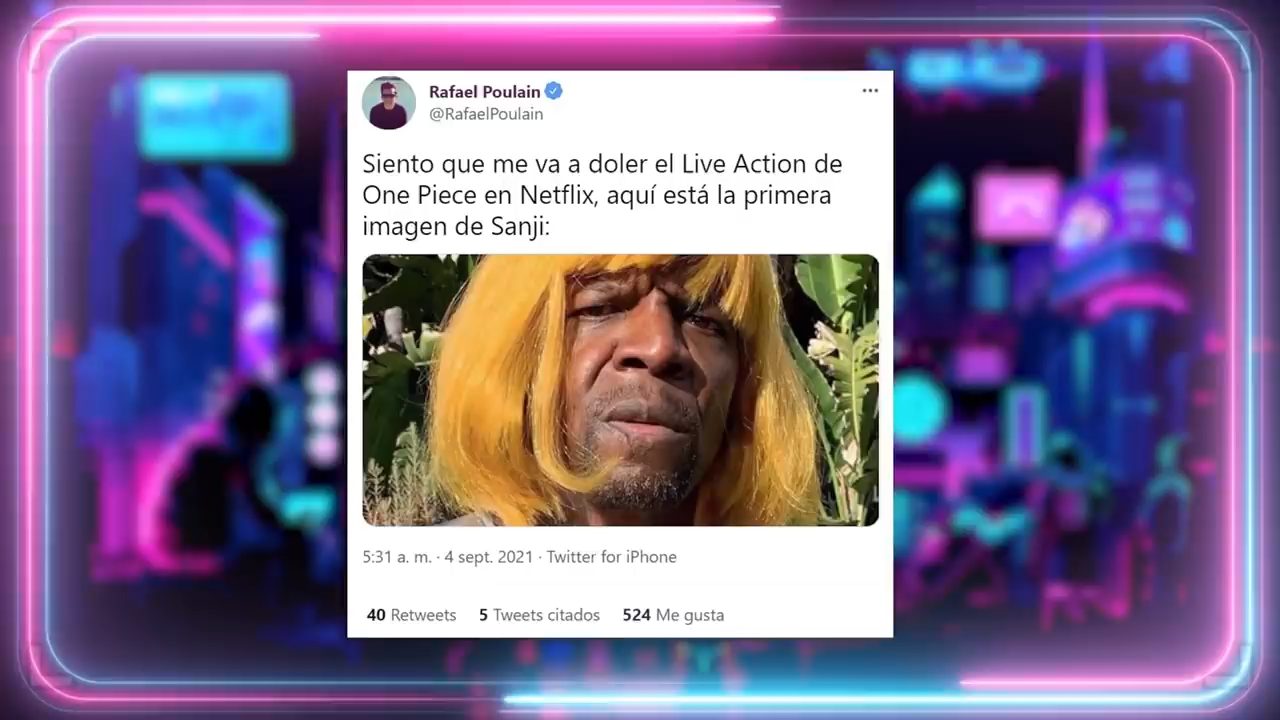 Rafael Poulain
@RafaelPoulain
Siento que me va a doler el Live Action de
One Piece en Netflix, aquí está la primera
imagen de Sanji:
5:31 a. m. · 4 sept. 2021 · Twitter for iPhone
40 Retweets 5 Tweets citados 524 Me gusta